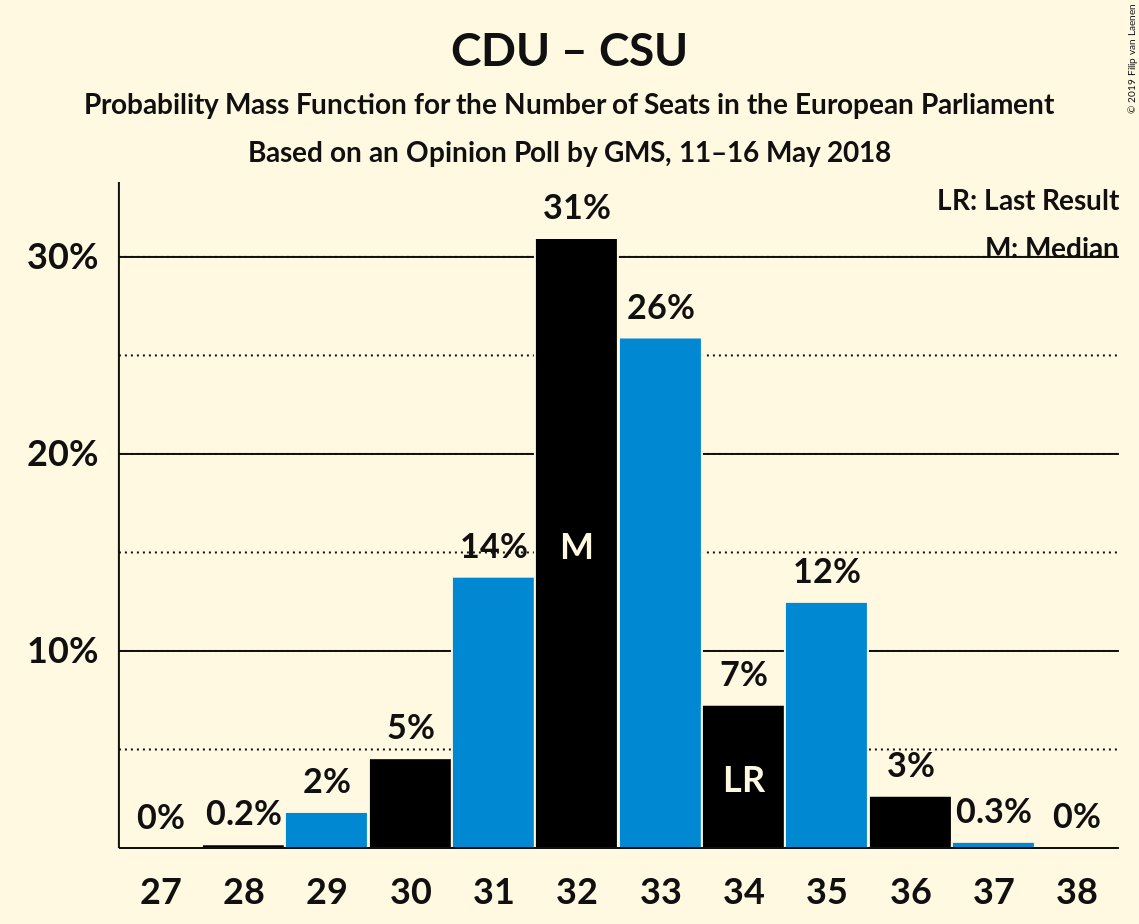 CDU – CSU
Probability Mass Function for the Number of Seats in the European Parliament
Based on an Opinion Poll by GMS, 11–16 May 2018
© 2019 Filip van Laenen
LR: Last Result
M: Median
30%
20%
10%
0%
0.2%
2%
5%
14%
31%
26%
7%
12%
3%
0.3%
0%
M
LR
27 28 29 30 31 32 33 34 35 36 37 38